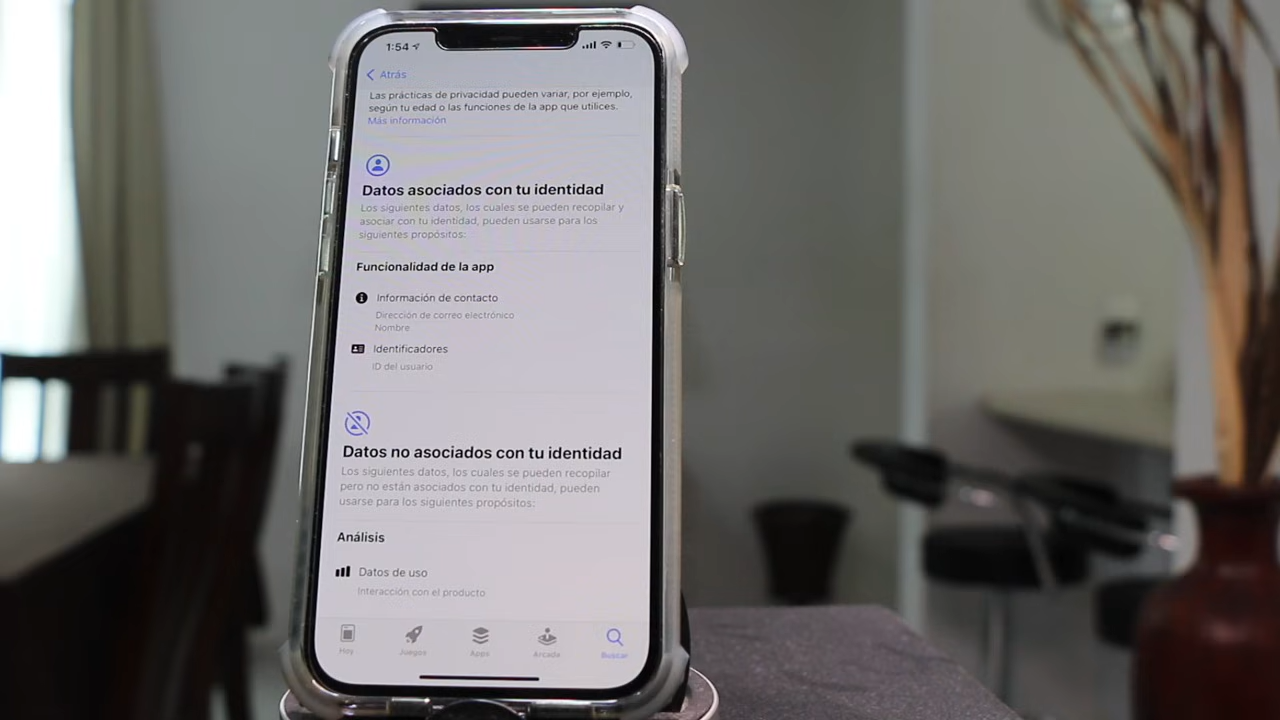 1:54
Atrás
Las prácticas de privacidad pueden variar, por ejemplo,
según tu edad o las funciones de la app que utilices.
Más información
Datos asociados con tu identidad
Los siguientes datos, los cuales se pueden recopilar y
asociar con tu identidad, pueden usarse para los
siguientes propósitos:
Funcionalidad de la app
Información de contacto
Dirección de correo electrónico
Nombre
Identificadores
ID del usuario
Datos no asociados con tu identidad
Los siguientes datos, los cuales se pueden recopilar
pero no están asociados con tu identidad, pueden
usarse para los siguientes propósitos:
Análisis
Datos de uso
Interacción con el producto
Hoy Juegos Apps Arcade Buscar